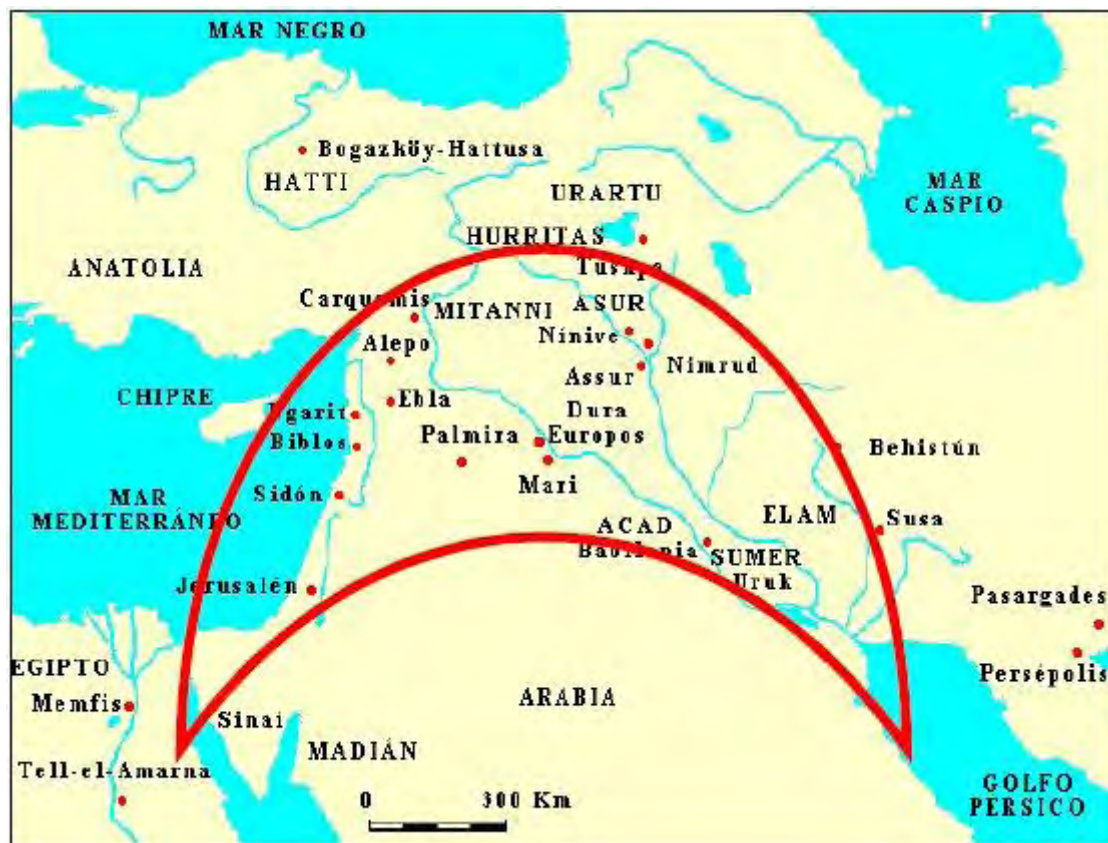 MAR NEGRO
Bogazköy-Hattusa
HATTI
URARTU
MAR
CASPIO
HURRITAS
ANATOLIA
Tushpa
Carquemis
MITANNI
ASUR
Nínive
Alepo
Nimrud
Assur
CHIPRE
Ebla
Ugarit
Dura
Europos
Palmira
Biblos
Behistún
Mari
Sidón
MAR
MEDITERRÁNEO
ELAM
Susa
ACAD
Babilonia
SUMER
Uruk
Jerusalén
Pasargades
EGIPTO
Persépolis
Memfis
Sinai
ARABIA
MADIÁN
Tell-el-Amarna
GOLFO
PERSICO
0 300 Km